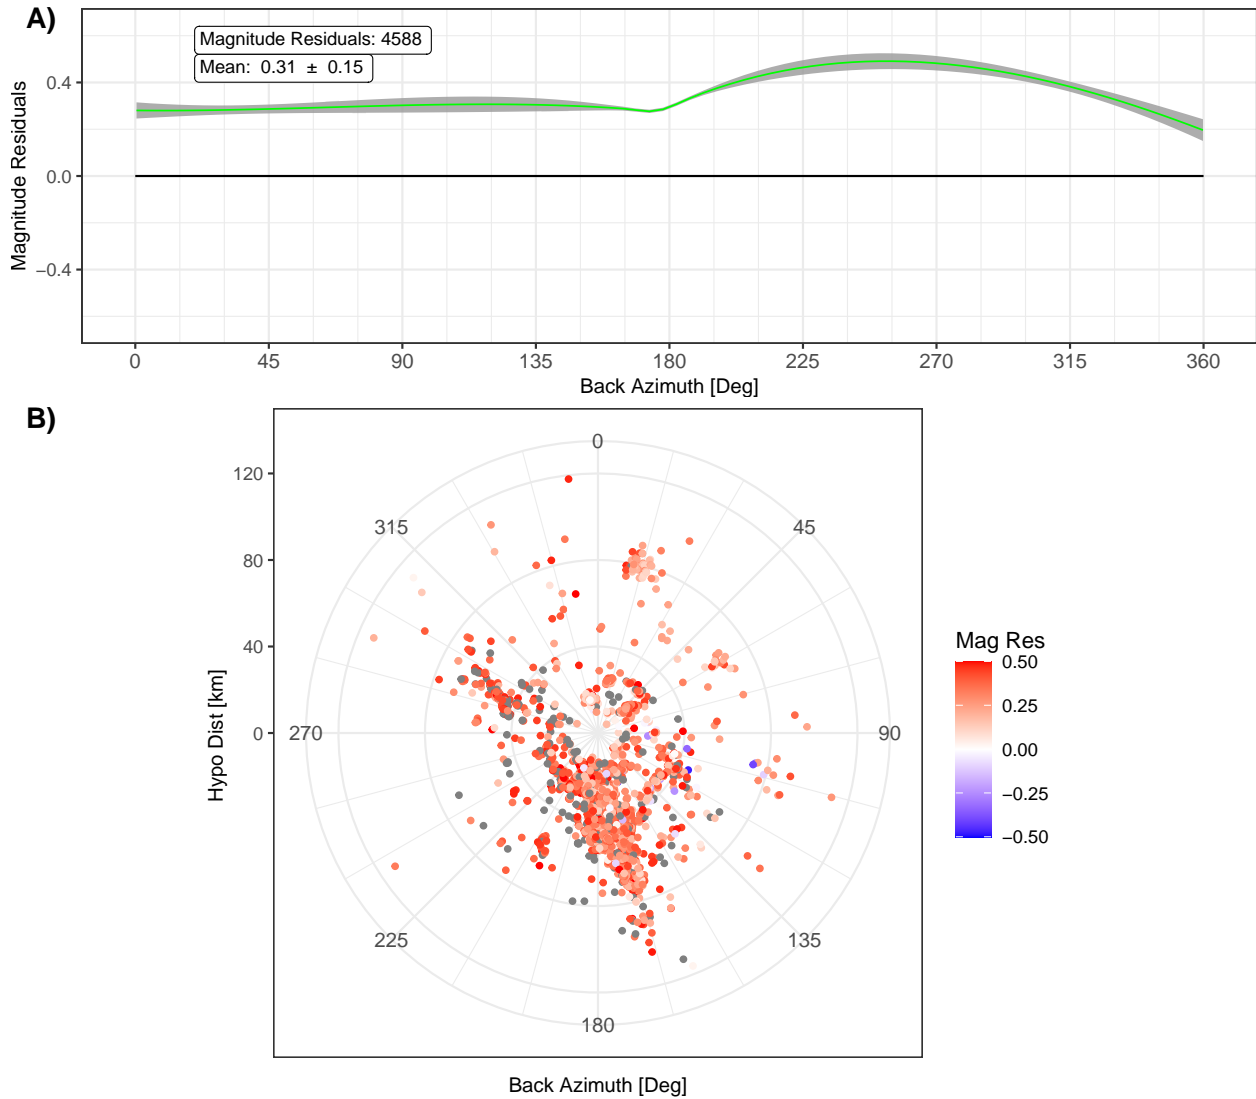 A)
Magnitude Residuals: 4588
Mean: 0.31 ± 0.15
Magnitude Residuals
0.4
0.0
−0.4
0 45 90 135 180 225 270 315 360
Back Azimuth [Deg]
B)
Hypo Dist [km]
120
80
40
0
0
45
90
135
180
225
270
315
Back Azimuth [Deg]
Mag Res
0.50
0.25
0.00
−0.25
−0.50